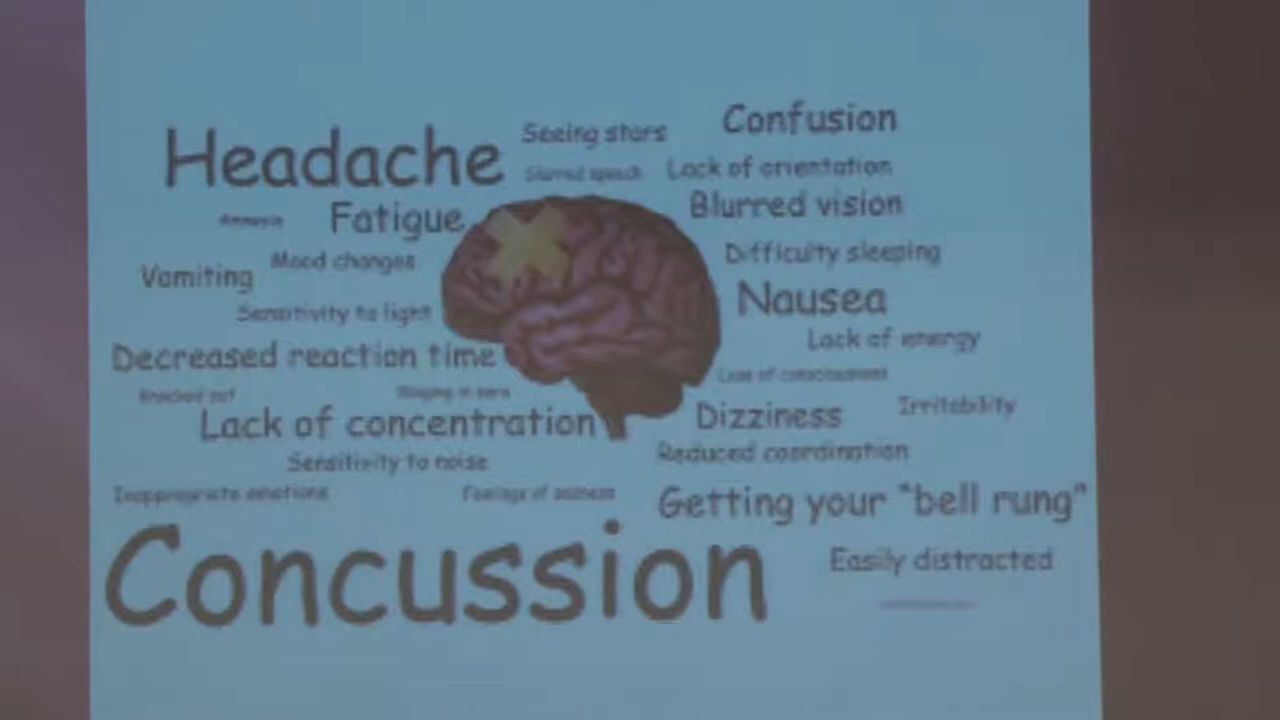 Headache
Seeing stars
Confusion
Slurred speech
Lack of orientation
Amnesia
Fatigue
Blurred vision
Mood changes
Difficulty sleeping
Vomiting
Nausea
Sensitivity to light
Lack of energy
Decreased reaction time
Loss of consciousness
Knocked out
Ringing in ears
Irritability
Lack of concentration
Dizziness
Reduced coordination
Sensitivity to noise
Inappropriate emotions
Feelings of sadness
Getting your "bell rung"
Concussion
Easily distracted